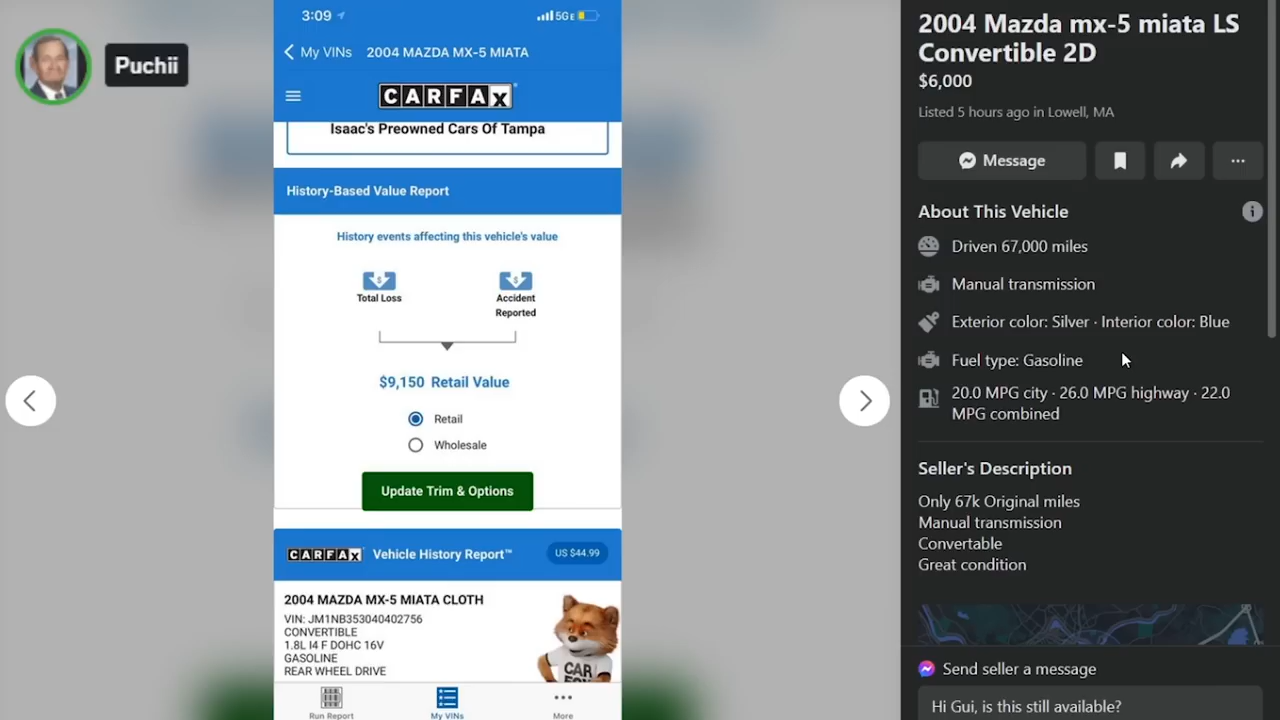 Puchii
3:09
5GE
My VINs
2004 MAZDA MX-5 MIATA
CARFAX
Isaac's Preowned Cars Of Tampa
History-Based Value Report
History events affecting this vehicle's value
Total Loss
Accident
Reported
$9,150 Retail Value
Retail
Wholesale
Update Trim & Options
CARFAX Vehicle History Report™ US $44.99
2004 MAZDA MX-5 MIATA CLOTH
VIN: JM1NB353040402756
CONVERTIBLE
1.8L I4 F DOHC 16V
GASOLINE
REAR WHEEL DRIVE
CAR
FOX
Run Report
My VINs
More
2004 Mazda mx-5 miata LS
Convertible 2D
$6,000
Listed 5 hours ago in Lowell, MA
Message
About This Vehicle
Driven 67,000 miles
Manual transmission
Exterior color: Silver · Interior color: Blue
Fuel type: Gasoline
20.0 MPG city · 26.0 MPG highway · 22.0
MPG combined
Seller's Description
Only 67k Original miles
Manual transmission
Convertable
Great condition
Send seller a message
Hi Gui, is this still available?